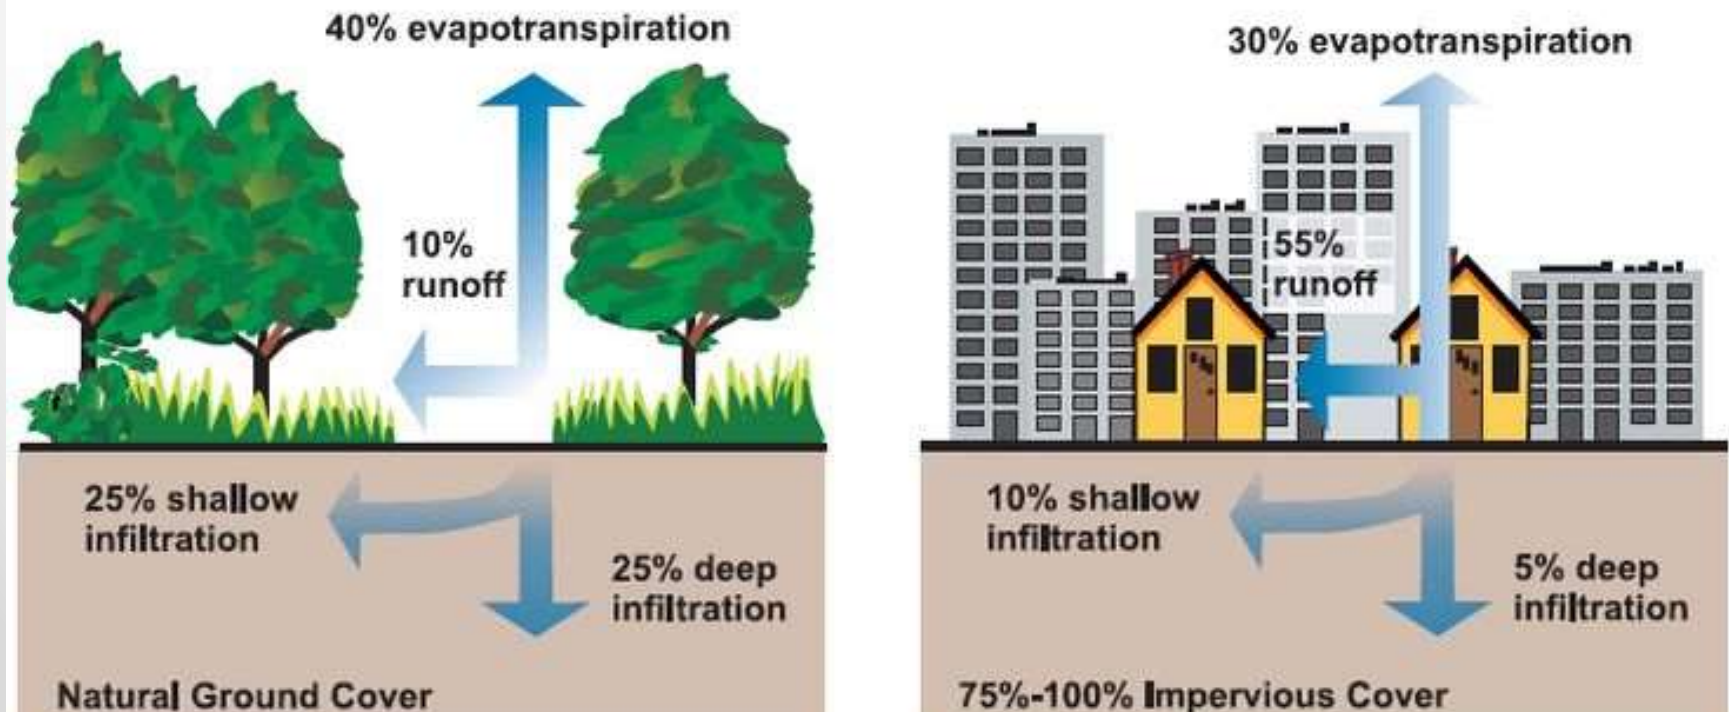 40% evapotranspiration
10%
runoff
25% shallow
infiltration
25% deep
infiltration
Natural Ground Cover
30% evapotranspiration
55%
runoff
10% shallow
infiltration
5% deep
infiltration
75%-100% Impervious Cover